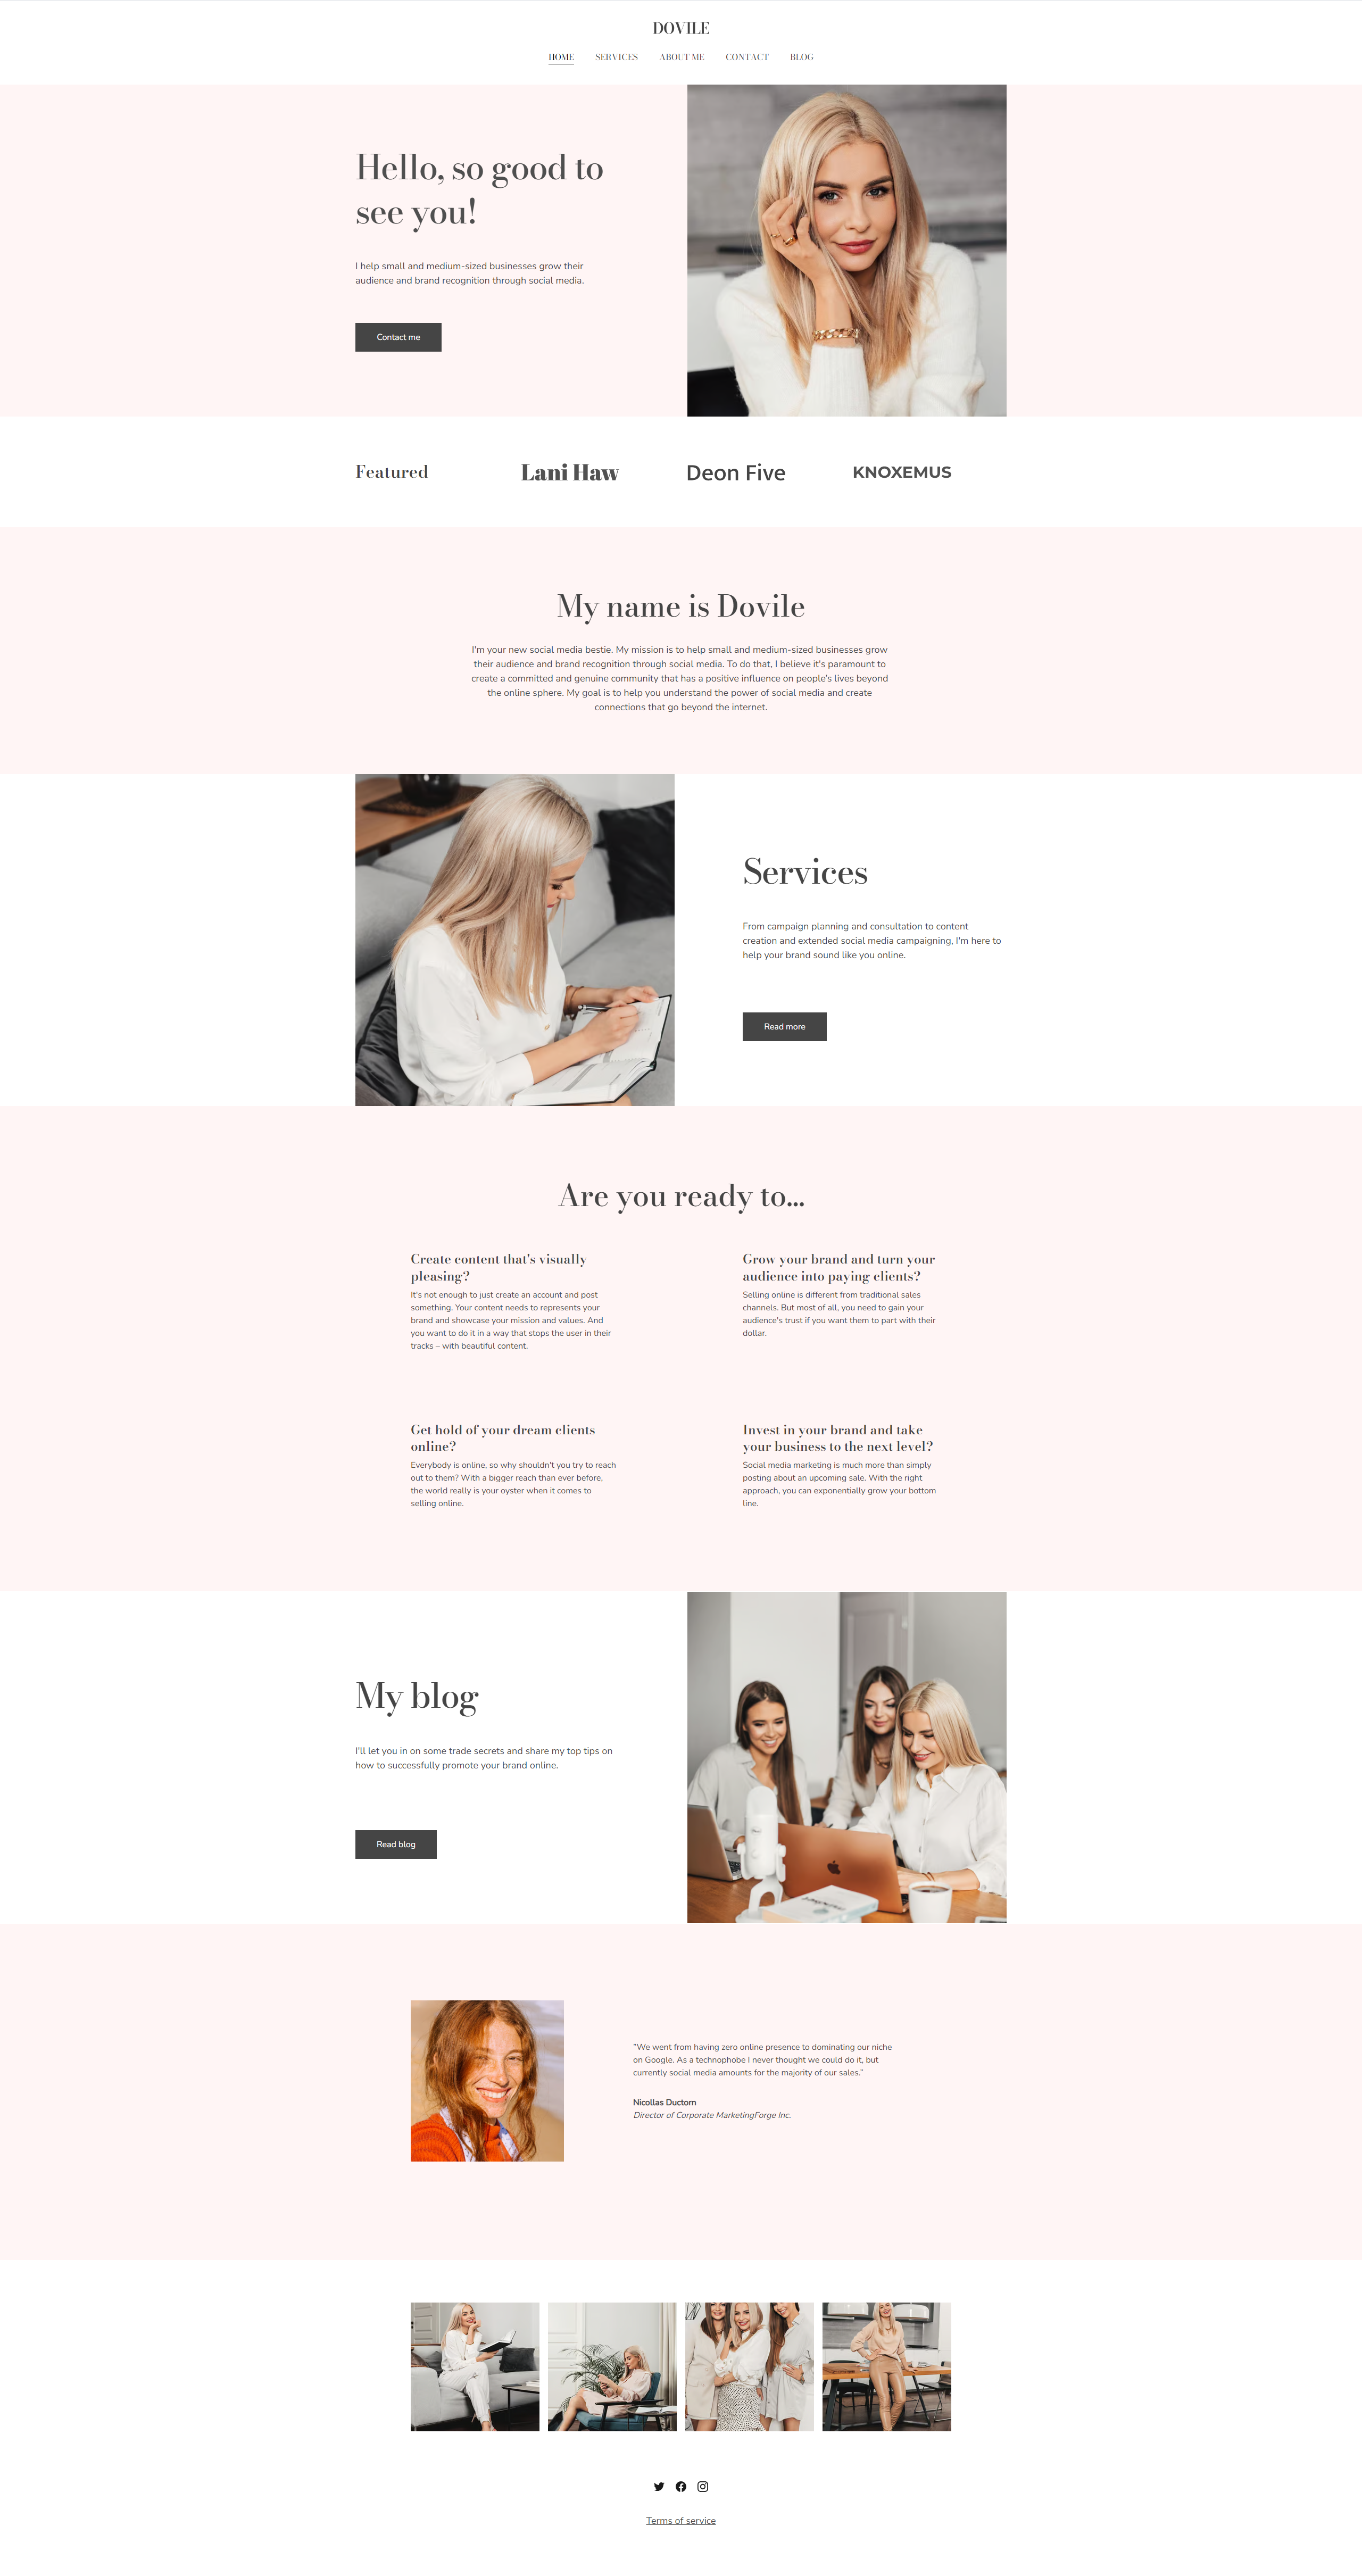 DOVILE
HOME SERVICES ABOUT ME CONTACT BLOG
Hello, so good to
see you!
I help small and medium-sized businesses grow their
audience and brand recognition through social media.
Contact me
Featured
Lani Haw
Deon Five
KNOXEMUS
My name is Dovile
I'm your new social media bestie. My mission is to help small and medium-sized businesses grow
their audience and brand recognition through social media. To do that, I believe it's paramount to
create a committed and genuine community that has a positive influence on people's lives beyond
the online sphere. My goal is to help you understand the power of social media and create
connections that go beyond the internet.
Services
From campaign planning and consultation to content
creation and extended social media campaigning, I'm here to
help your brand sound like you online.
Read more
Are you ready to...
Create content that's visually
pleasing?
It's not enough to just create an account and post
something. Your content needs to represents your
brand and showcase your mission and values. And
you want to do it in a way that stops the user in their
tracks – with beautiful content.
Grow your brand and turn your
audience into paying clients?
Selling online is different from traditional sales
channels. But most of all, you need to gain your
audience's trust if you want them to part with their
dollar.
Get hold of your dream clients
online?
Everybody is online, so why shouldn't you try to reach
out to them? With a bigger reach than ever before,
the world really is your oyster when it comes to
selling online.
Invest in your brand and take
your business to the next level?
Social media marketing is much more than simply
posting about an upcoming sale. With the right
approach, you can exponentially grow your bottom
line.
My blog
I'll let you in on some trade secrets and share my top tips on
how to successfully promote your brand online.
Read blog
"We went from having zero online presence to dominating our niche
on Google. As a technophobe I never thought we could do it, but
currently social media amounts for the majority of our sales."
Nicollas Ductorn
Director of Corporate MarketingForge Inc.
Terms of service